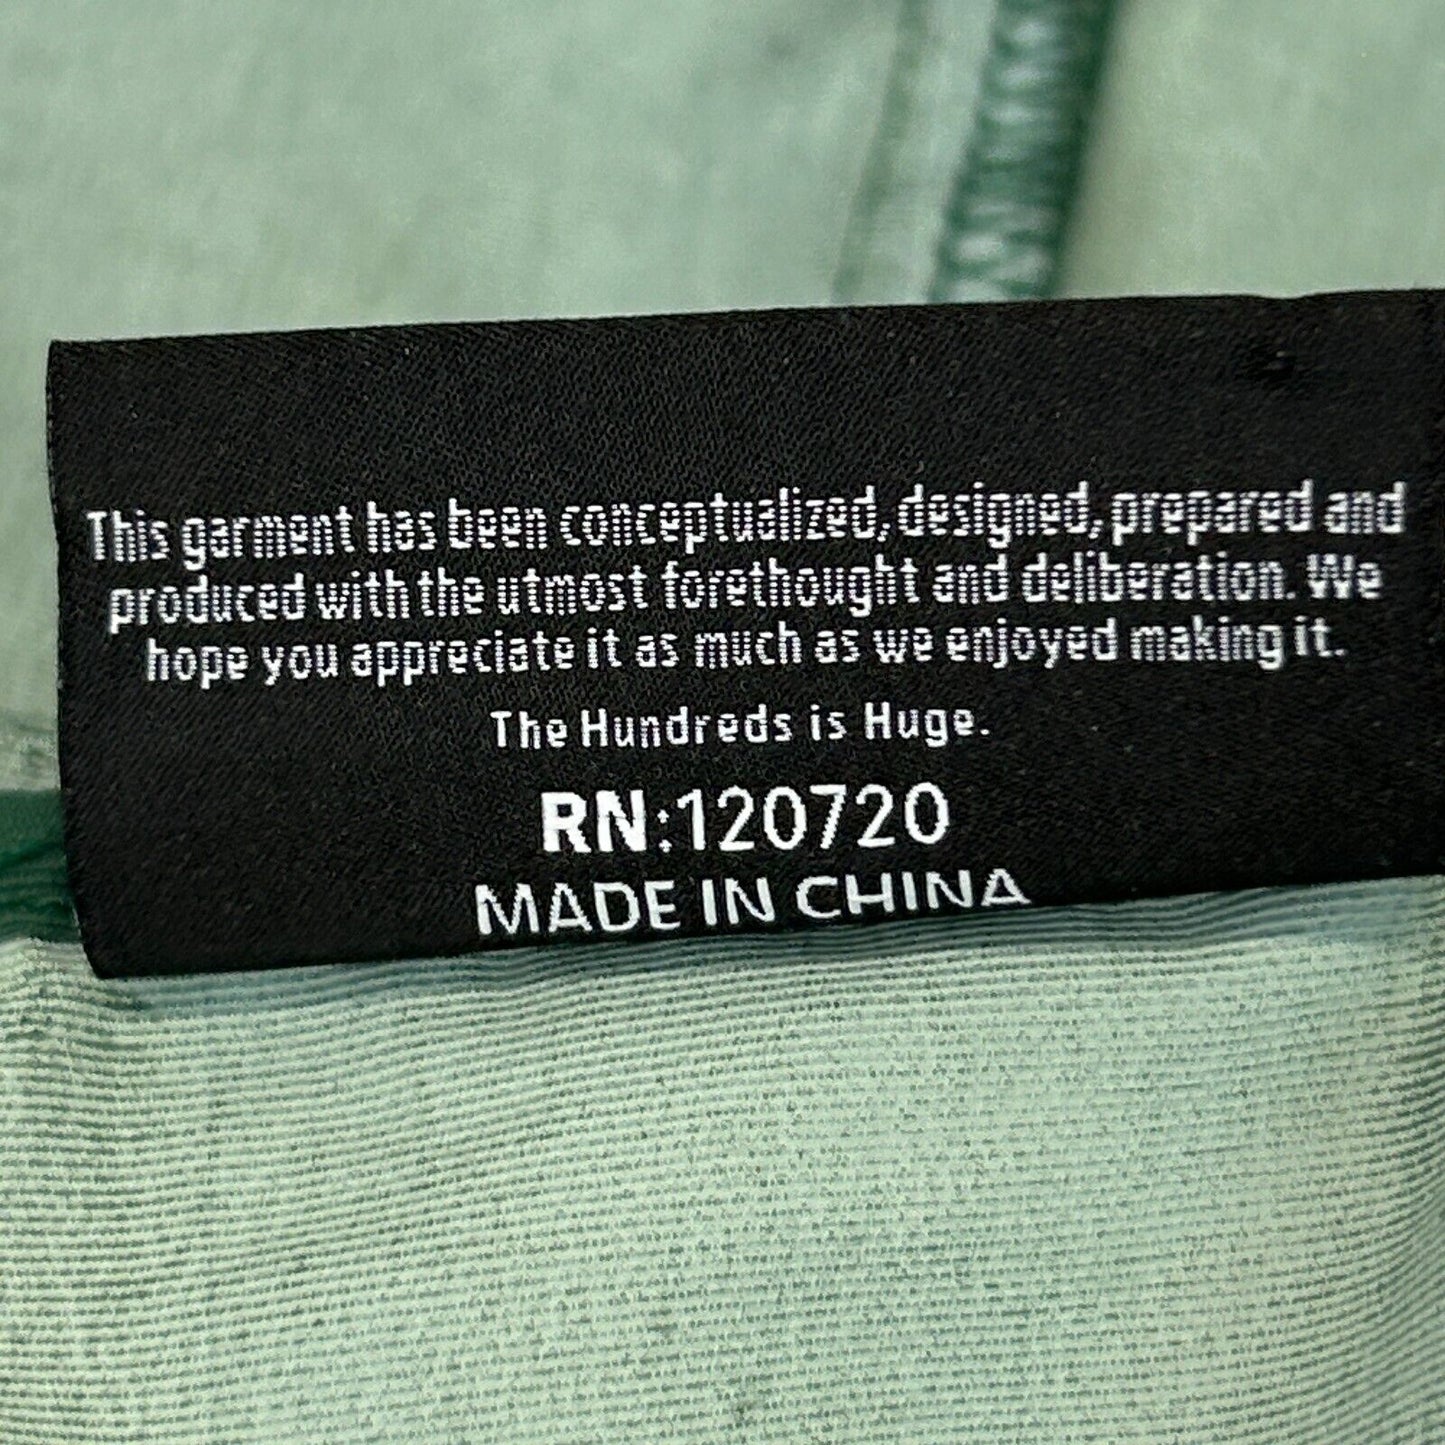 This garment has been conceptualized, designed, prepared and
produced with the utmost forethought and deliberation. We
hope you appreciate it as much as we enjoyed making it.
The Hundreds is Huge.
RN:120720
MADE IN CHINA